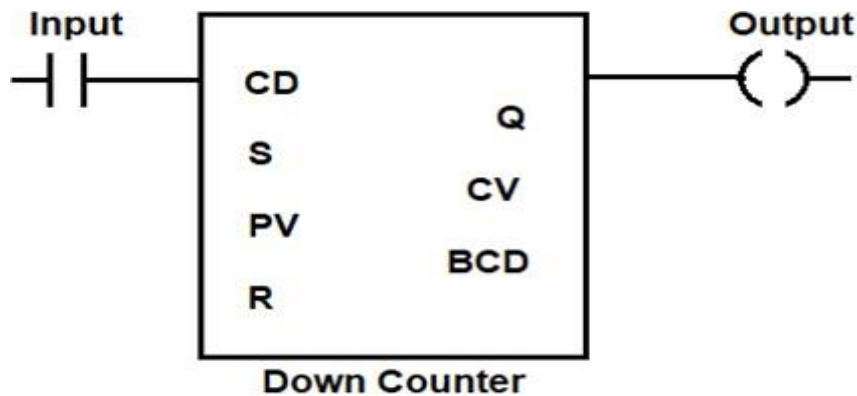 Input
Output
CD
S
PV
R
Q
CV
BCD
Down Counter